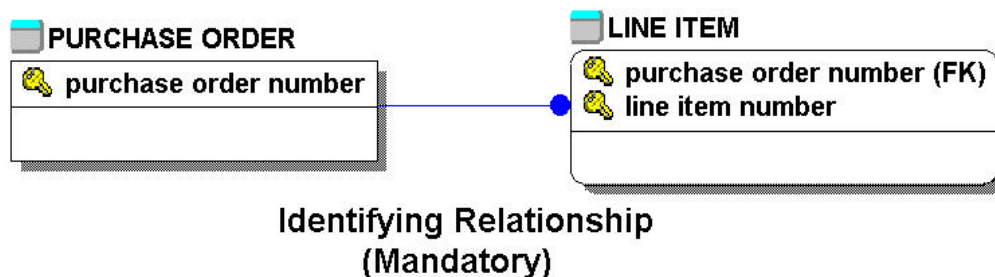 PURCHASE ORDER
purchase order number
LINE ITEM
purchase order number (FK)
line item number
Identifying Relationship
(Mandatory)